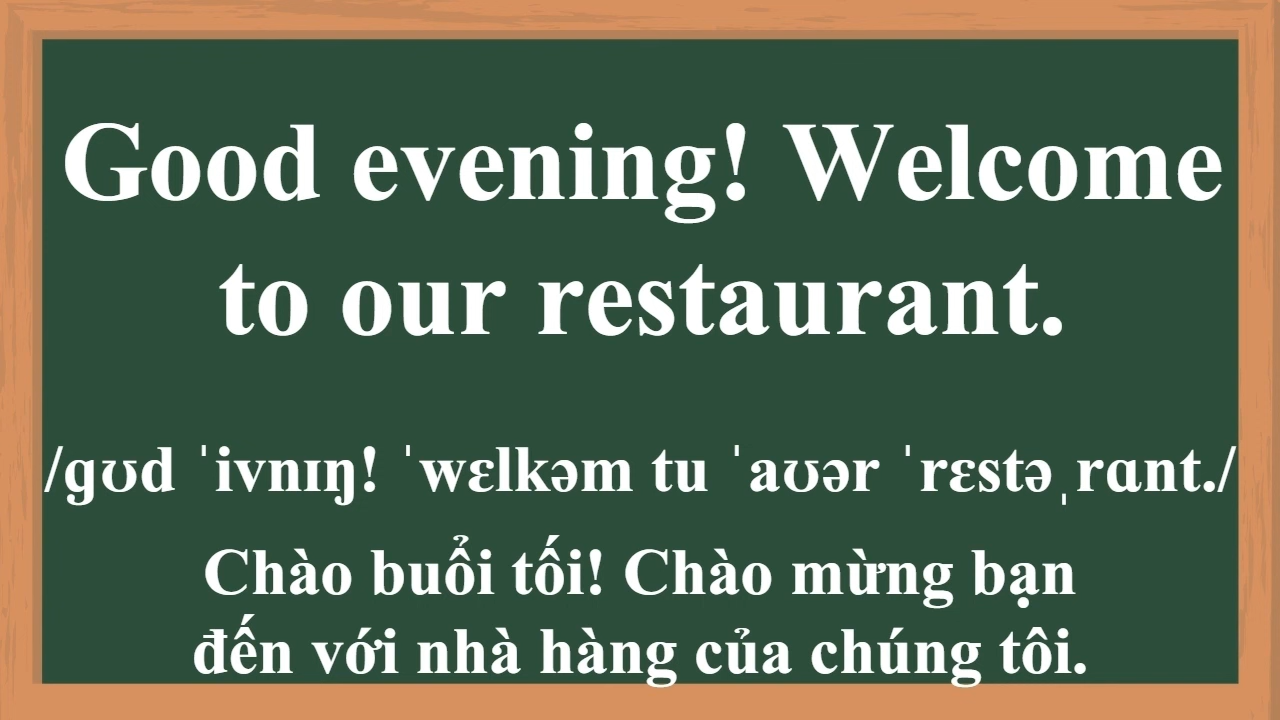 Good evening! Welcome
to our restaurant.
/ɡʊd ˈivnɪŋ! ˈwɛlkəm tu ˈaʊər ˈrɛstəˌrɑnt./
Chào buổi tối! Chào mừng bạn
đến với nhà hàng của chúng tôi.